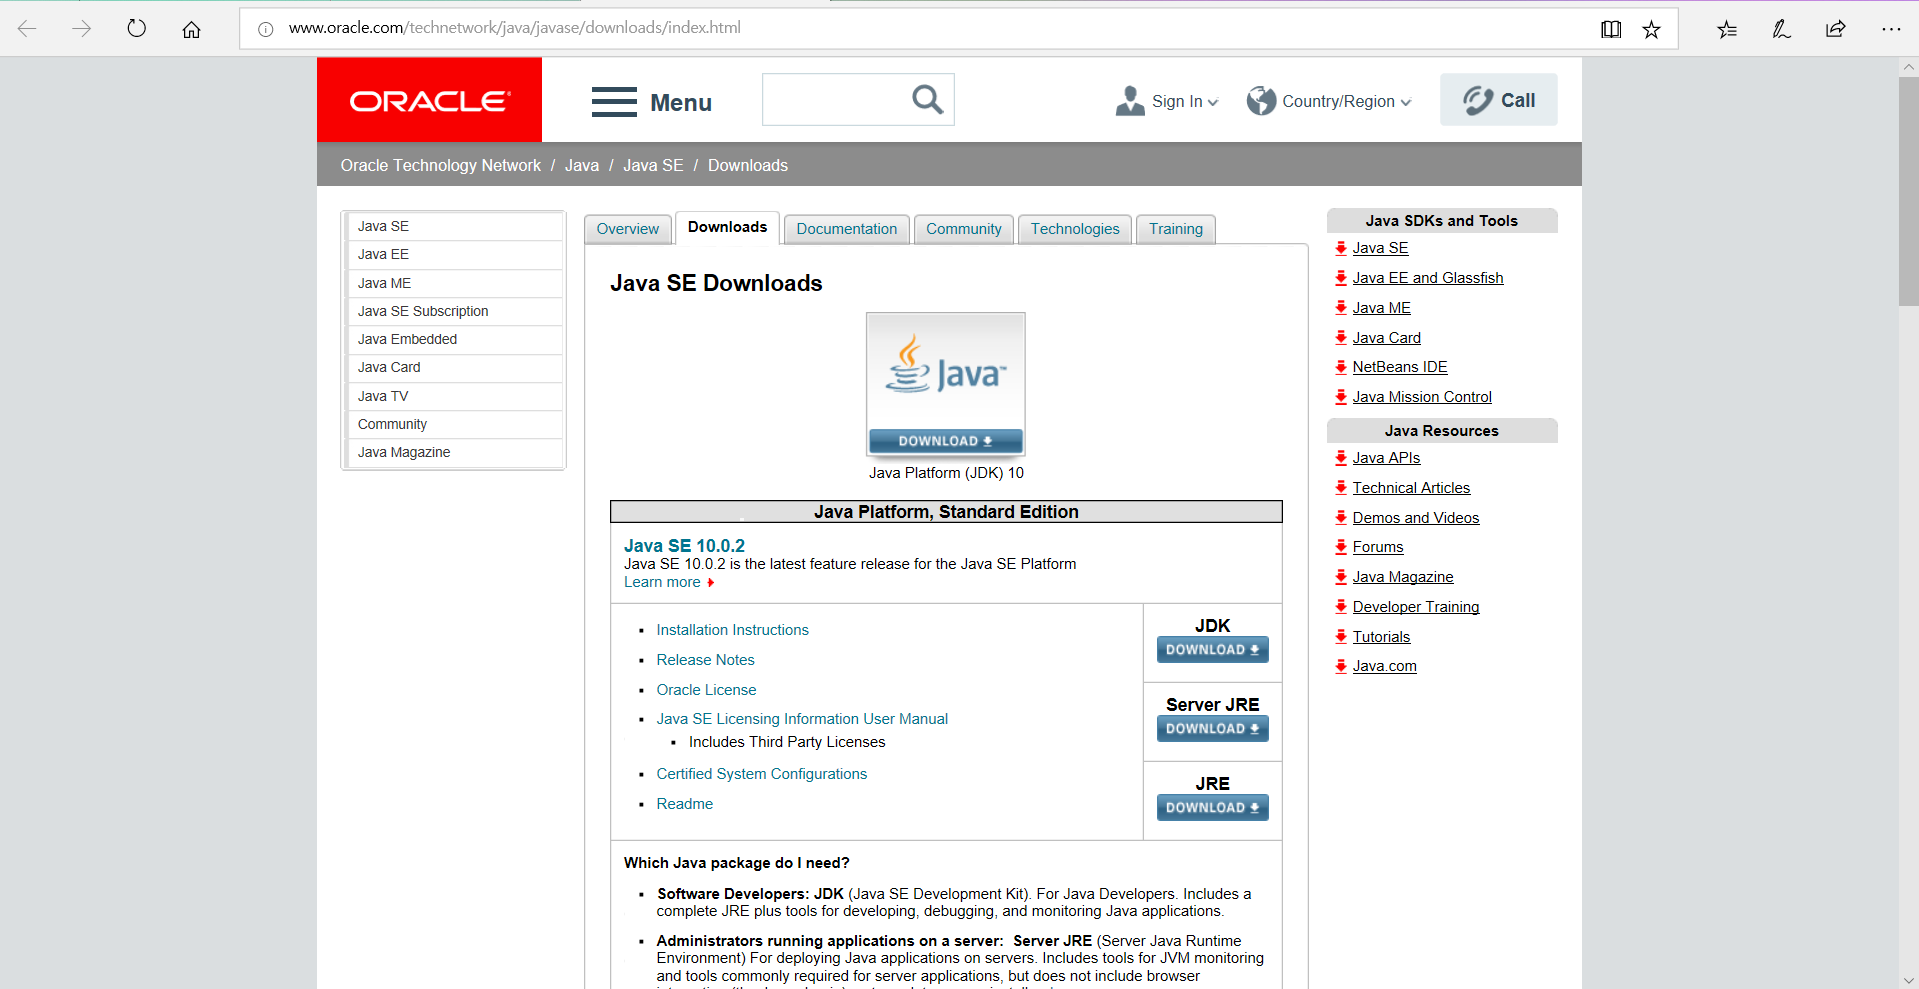 www.oracle.com/technetwork/java/javase/downloads/index.html
ORACLE
Menu
Sign In
Country/Region
Call
Oracle Technology Network / Java / Java SE / Downloads
Java SE
Java EE
Java ME
Java SE Subscription
Java Embedded
Java Card
Java TV
Community
Java Magazine
Overview
Downloads
Documentation
Community
Technologies
Training
Java SE Downloads
Java™
DOWNLOAD
Java Platform (JDK) 10
Java Platform, Standard Edition
Java SE 10.0.2
Java SE 10.0.2 is the latest feature release for the Java SE Platform
Learn more
Installation Instructions
Release Notes
Oracle License
Java SE Licensing Information User Manual
Includes Third Party Licenses
Certified System Configurations
Readme
JDK
DOWNLOAD
Server JRE
DOWNLOAD
JRE
DOWNLOAD
Which Java package do I need?
Software Developers: JDK (Java SE Development Kit). For Java Developers. Includes a
complete JRE plus tools for developing, debugging, and monitoring Java applications.
Administrators running applications on a server: Server JRE (Server Java Runtime
Environment) For deploying Java applications on servers. Includes tools for JVM monitoring
and tools commonly required for server applications, but does not include browser
Java SDKs and Tools
Java SE
Java EE and Glassfish
Java ME
Java Card
NetBeans IDE
Java Mission Control
Java Resources
Java APIs
Technical Articles
Demos and Videos
Forums
Java Magazine
Developer Training
Tutorials
Java.com